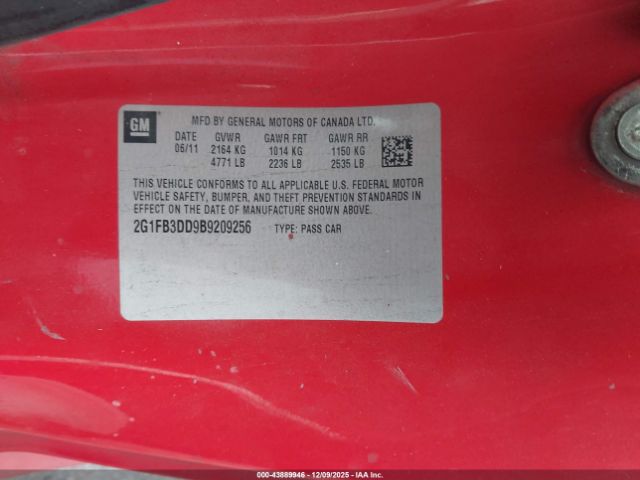 GM
MFD BY GENERAL MOTORS OF CANADA LTD.
DATE GVWR GAWR FRT GAWR RR
06/11 2164 KG 1014 KG 1150 KG
4771 LB 2236 LB 2535 LB
THIS VEHICLE CONFORMS TO ALL APPLICABLE U.S. FEDERAL MOTOR
VEHICLE SAFETY, BUMPER, AND THEFT PREVENTION STANDARDS IN
EFFECT ON THE DATE OF MANUFACTURE SHOWN ABOVE.
2G1FB3DD9B9209256 TYPE: PASS CAR
000-43889946 - 12/09/2025 - IAA